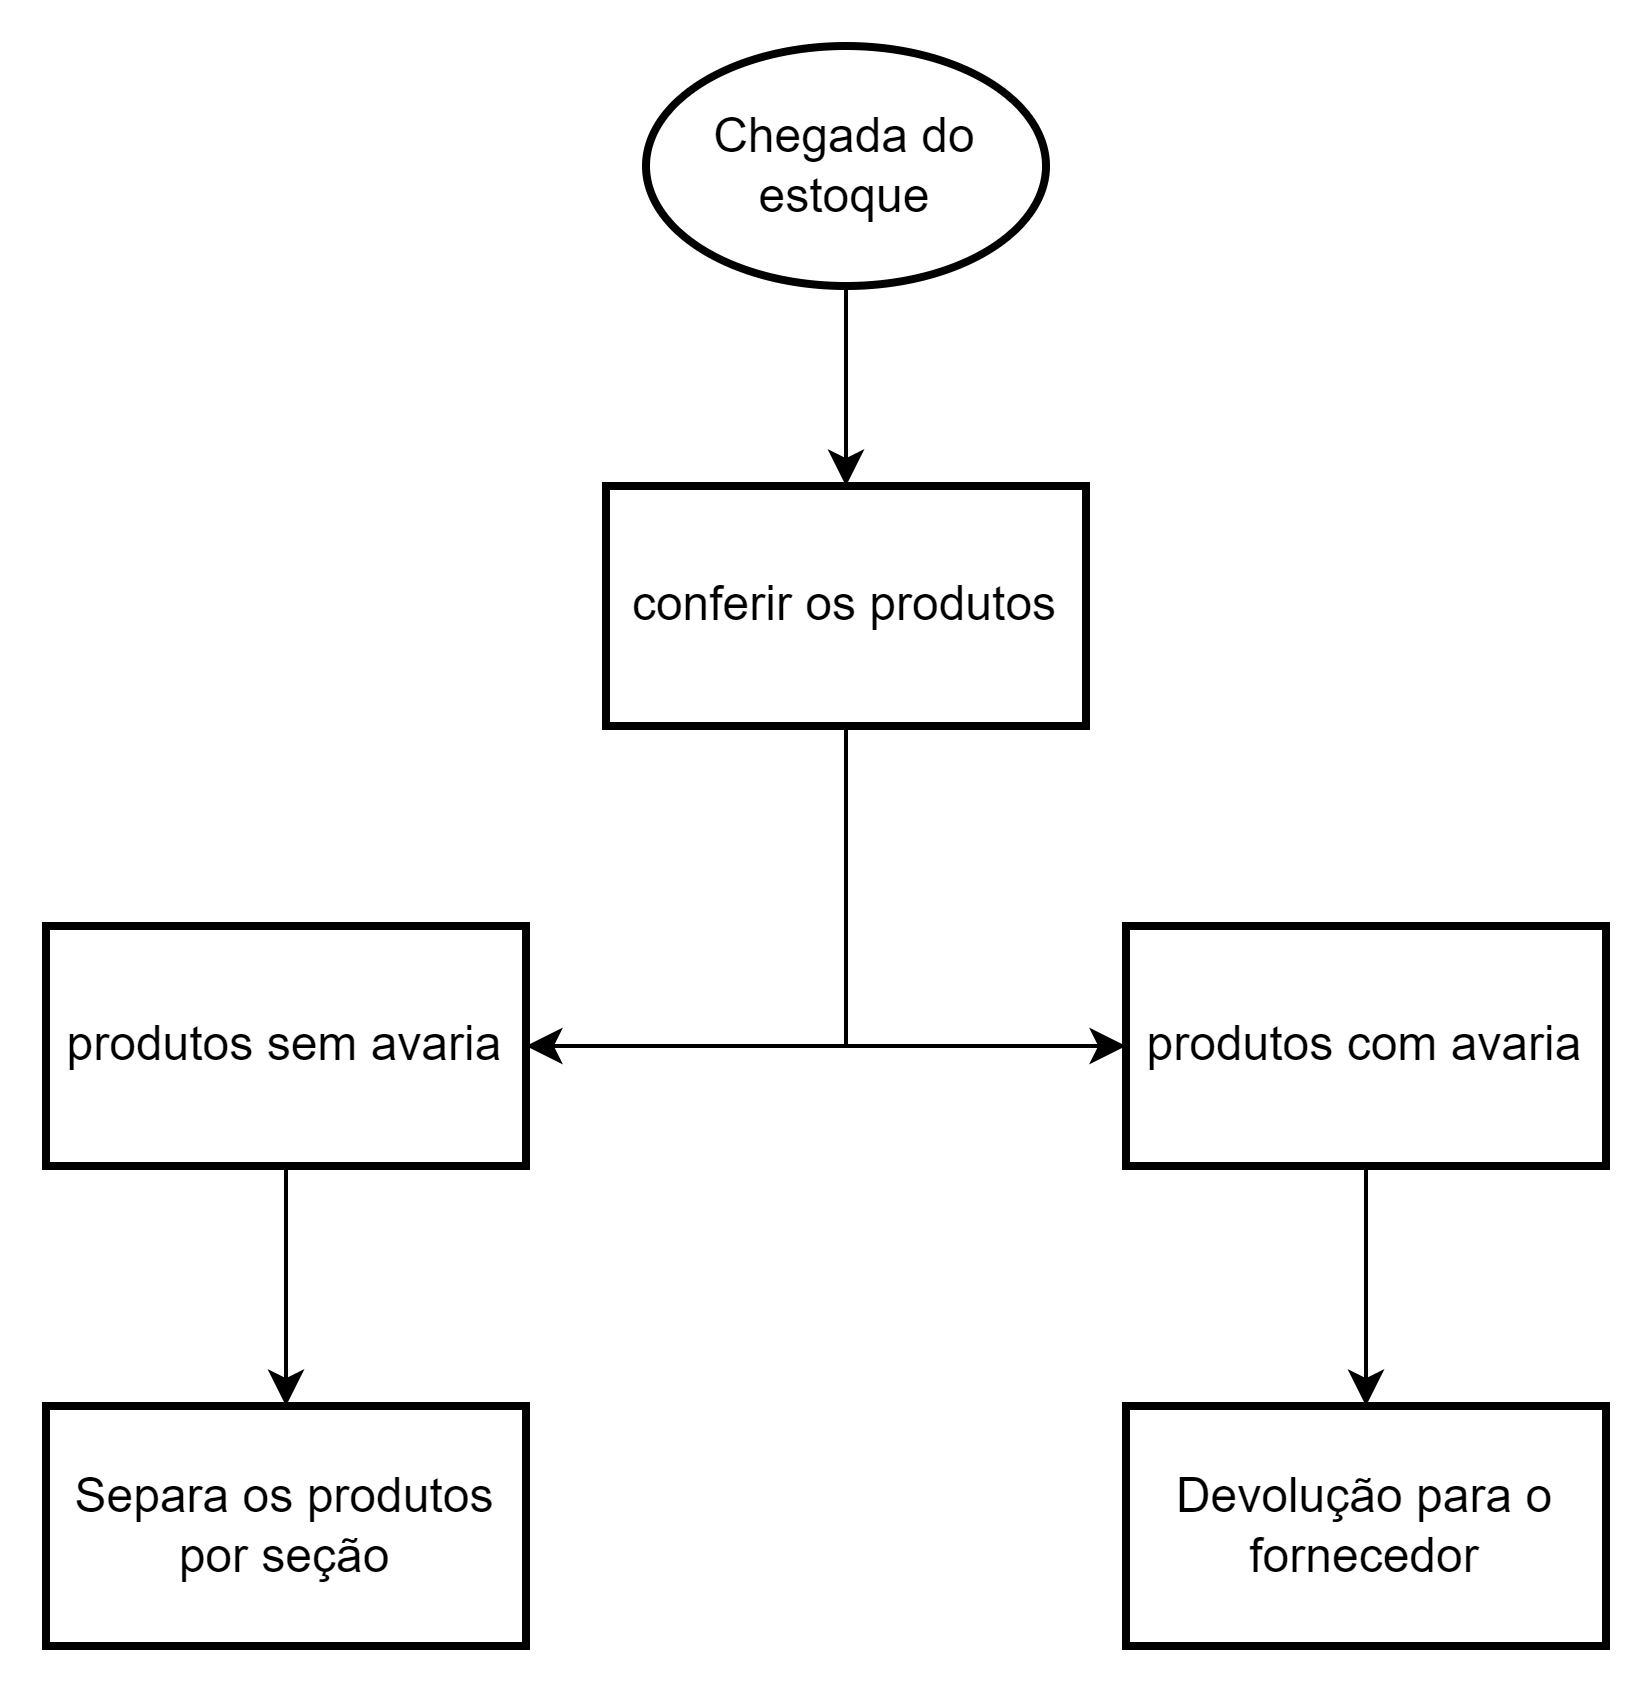 Chegada do
estoque
conferir os produtos
produtos sem avaria
produtos com avaria
Separa os produtos
por seção
Devolução para o
fornecedor